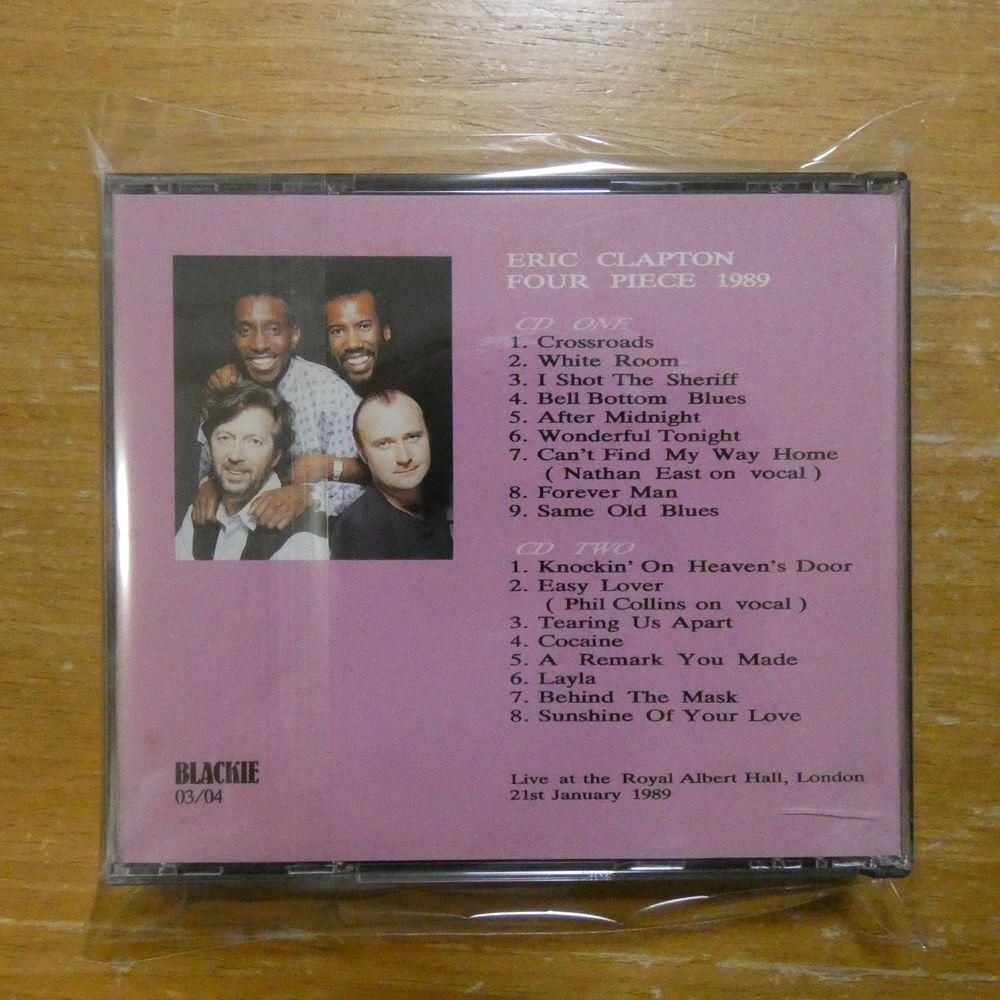 ERIC CLAPTON
FOUR PIECE 1989
CD ONE
1. Crossroads
2. White Room
3. I Shot The Sheriff
4. Bell Bottom Blues
5. After Midnight
6. Wonderful Tonight
7. Can't Find My Way Home
( Nathan East on vocal )
8. Forever Man
9. Same Old Blues
CD TWO
1. Knockin' On Heaven's Door
2. Easy Lover
( Phil Collins on vocal )
3. Tearing Us Apart
4. Cocaine
5. A Remark You Made
6. Layla
7. Behind The Mask
8. Sunshine Of Your Love
BLACKIE
03/04
Live at the Royal Albert Hall, London
21st January 1989